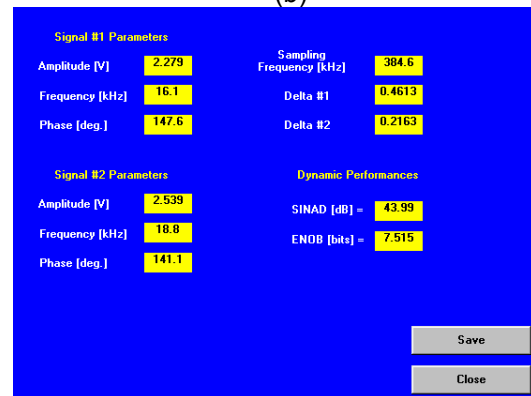 (b)
Signal #1 Parameters
Amplitude [V] 2.279
Frequency [kHz] 16.1
Phase [deg.] 147.6
Sampling
Frequency [kHz] 384.6
Delta #1 0.4613
Delta #2 0.2163
Signal #2 Parameters
Amplitude [V] 2.539
Frequency [kHz] 18.8
Phase [deg.] 141.1
Dynamic Performances
SINAD [dB] = 43.99
ENOB [bits] = 7.515
Save
Close